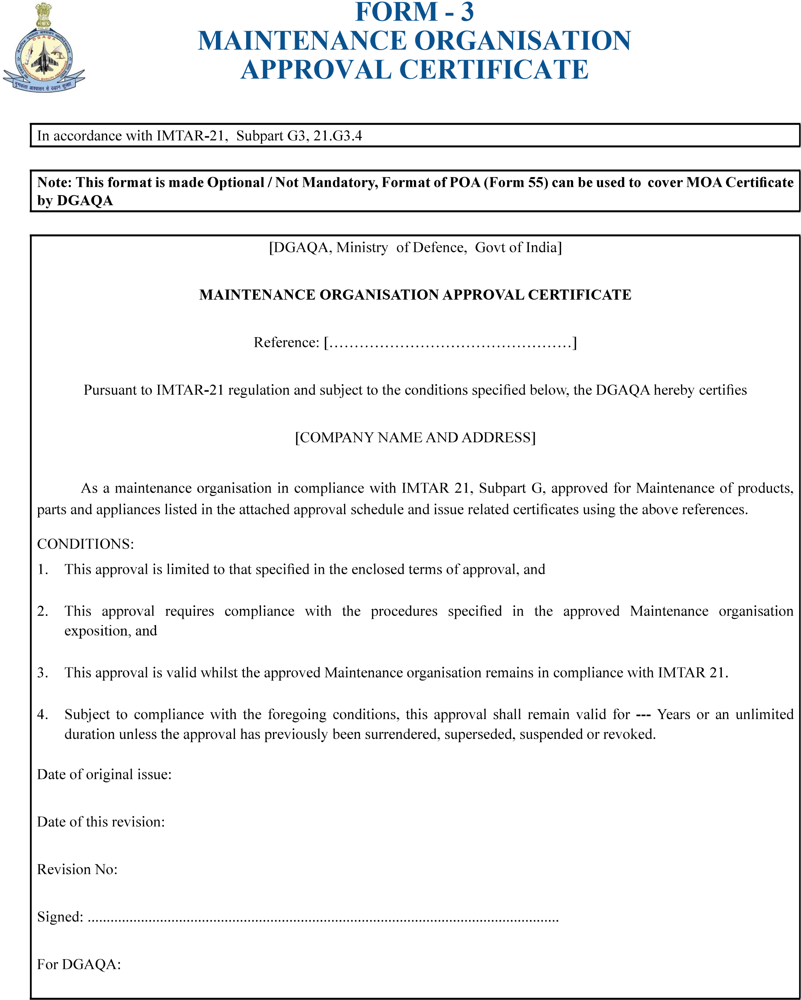 FORM - 3
MAINTENANCE ORGANISATION
APPROVAL CERTIFICATE
वैमानिक गुणवत्ता आश्वासन महानिदेशालय
DGAQA
AERONAUTICAL QUALITY ASSURANCE
गुणवत्ता आश्वासन से उड़ान सुरक्षा
In accordance with IMTAR-21, Subpart G3, 21.G3.4
Note: This format is made Optional / Not Mandatory, Format of POA (Form 55) can be used to cover MOA Certificate
by DGAQA
[DGAQA, Ministry of Defence, Govt of India]
MAINTENANCE ORGANISATION APPROVAL CERTIFICATE
Reference: [................................................]
Pursuant to IMTAR-21 regulation and subject to the conditions specified below, the DGAQA hereby certifies
[COMPANY NAME AND ADDRESS]
As a maintenance organisation in compliance with IMTAR 21, Subpart G, approved for Maintenance of products,
parts and appliances listed in the attached approval schedule and issue related certificates using the above references.
CONDITIONS:
1. This approval is limited to that specified in the enclosed terms of approval, and
2. This approval requires compliance with the procedures specified in the approved Maintenance organisation
exposition, and
3. This approval is valid whilst the approved Maintenance organisation remains in compliance with IMTAR 21.
4. Subject to compliance with the foregoing conditions, this approval shall remain valid for --- Years or an unlimited
duration unless the approval has previously been surrendered, superseded, suspended or revoked.
Date of original issue:
Date of this revision:
Revision No:
Signed: ............................................................................................................................
For DGAQA: